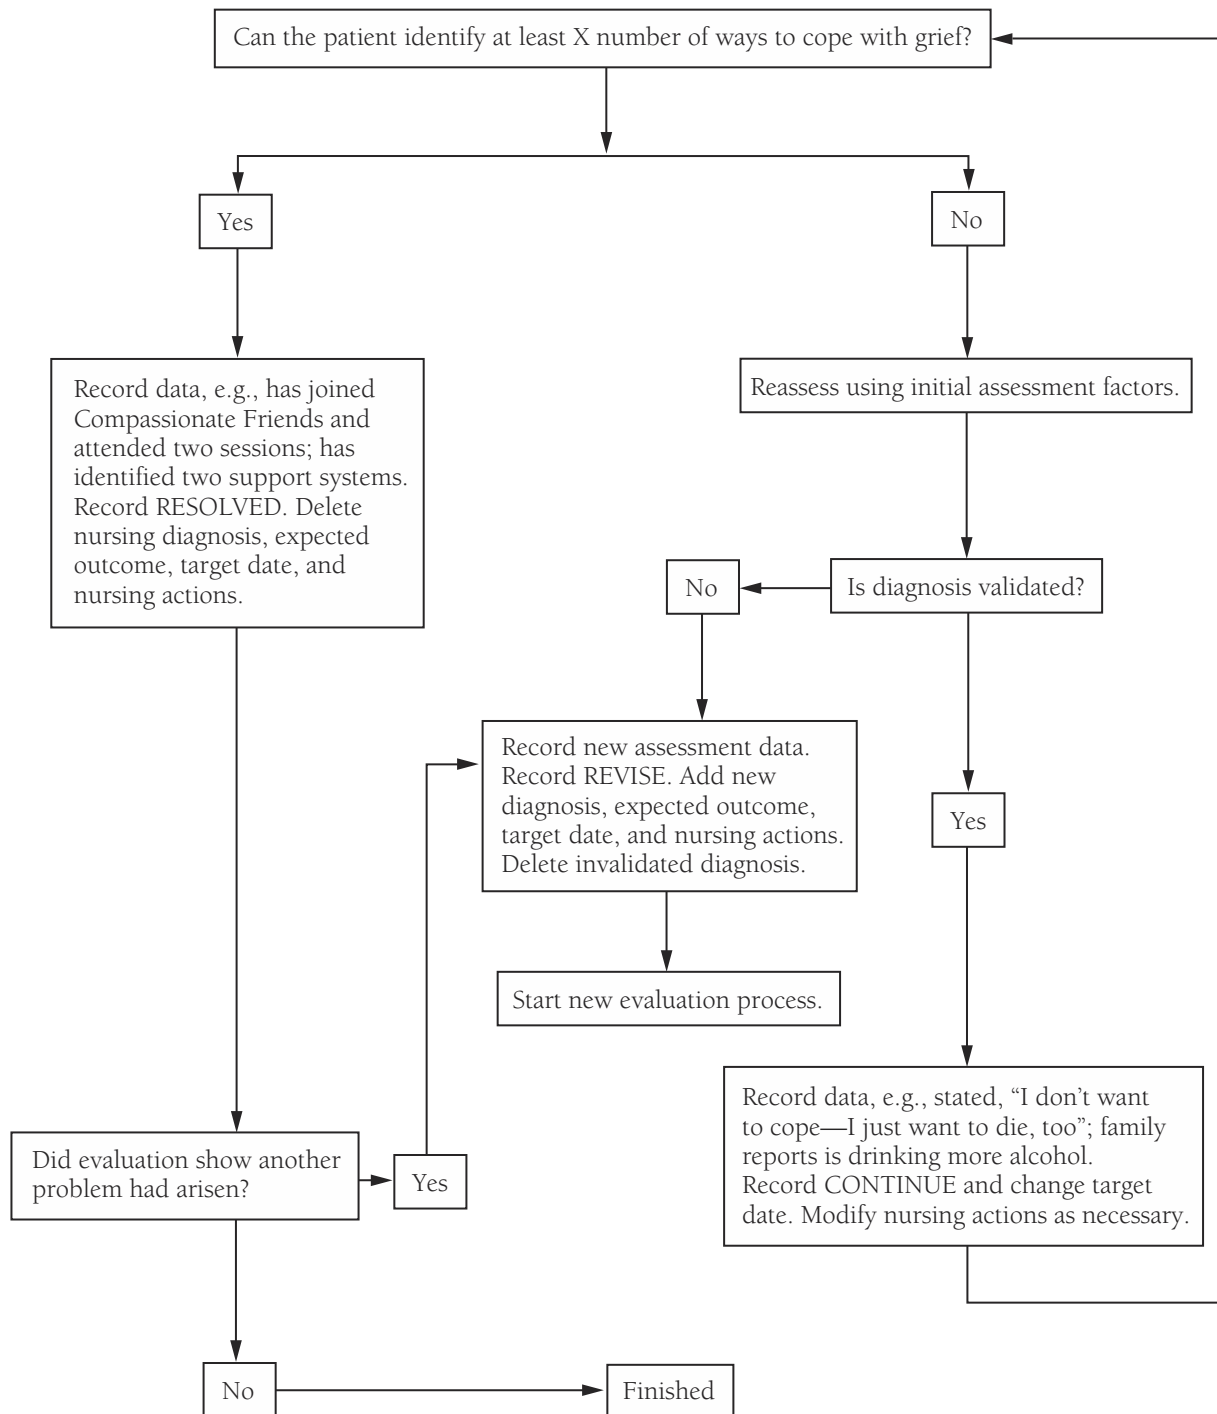 Can the patient identify at least X number of ways to cope with grief?
Yes
No
Record data, e.g., has joined
Compassionate Friends and
attended two sessions; has
identified two support systems.
Record RESOLVED. Delete
nursing diagnosis, expected
outcome, target date, and
nursing actions.
Reassess using initial assessment factors.
Is diagnosis validated?
No
Record new assessment data.
Record REVISE. Add new
diagnosis, expected outcome,
target date, and nursing actions.
Delete invalidated diagnosis.
Yes
Start new evaluation process.
Record data, e.g., stated, “I don’t want
to cope—I just want to die, too”; family
reports is drinking more alcohol.
Record CONTINUE and change target
date. Modify nursing actions as necessary.
Did evaluation show another
problem had arisen?
Yes
No
Finished